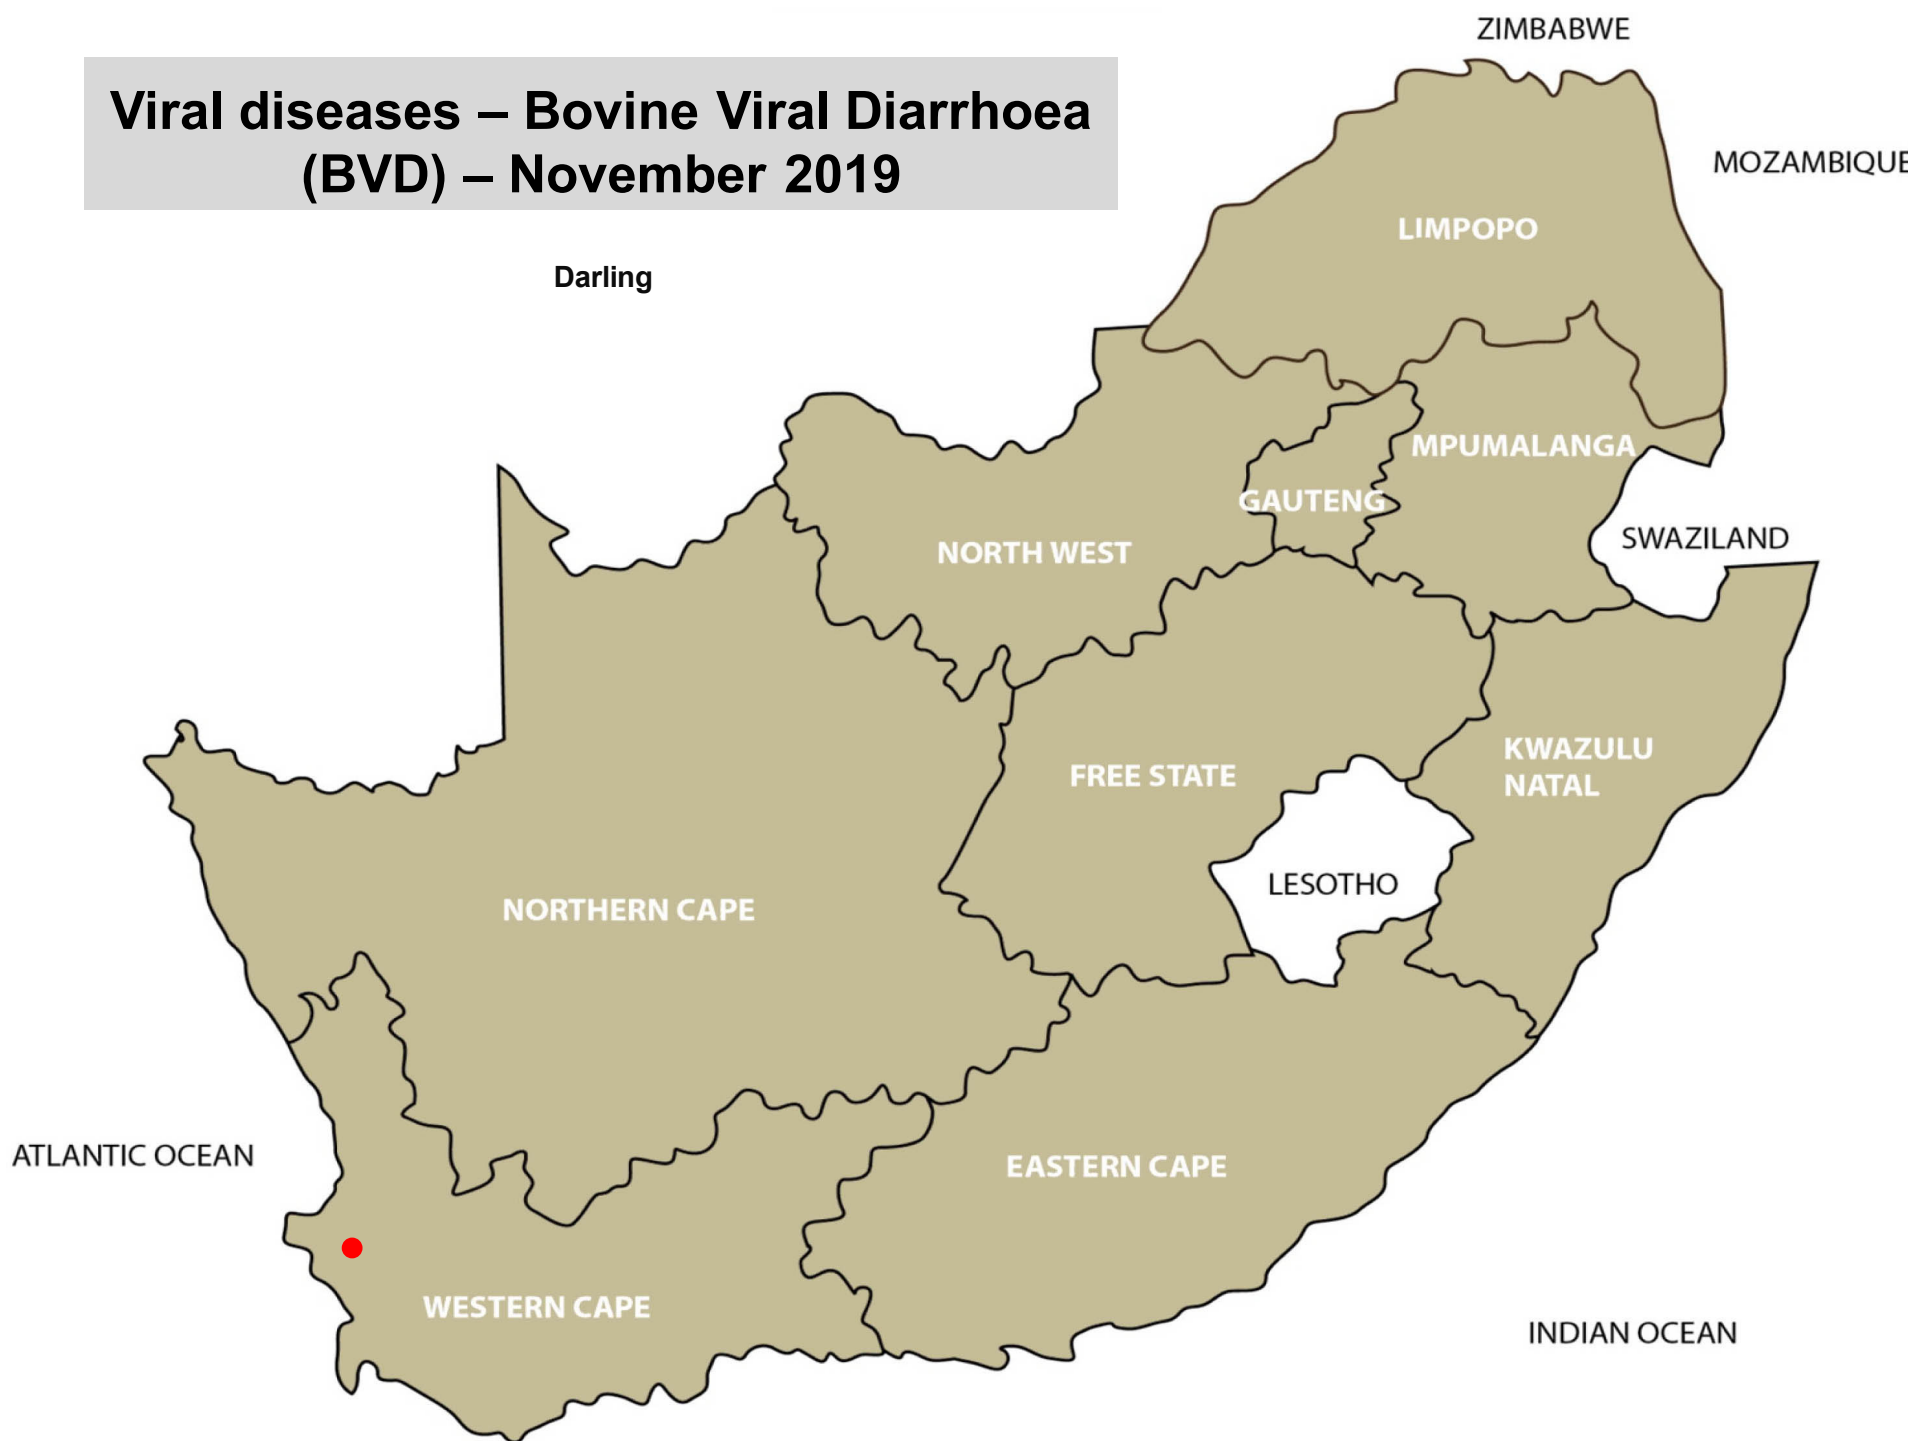 ZIMBABWE
Viral diseases – Bovine Viral Diarrhoea
(BVD) – November 2019
MOZAMBIQUE
LIMPOPO
Darling
MPUMALANGA
GAUTENG
SWAZILAND
NORTH WEST
KWAZULU
NATAL
FREE STATE
LESOTHO
NORTHERN CAPE
ATLANTIC OCEAN
EASTERN CAPE
WESTERN CAPE
INDIAN OCEAN